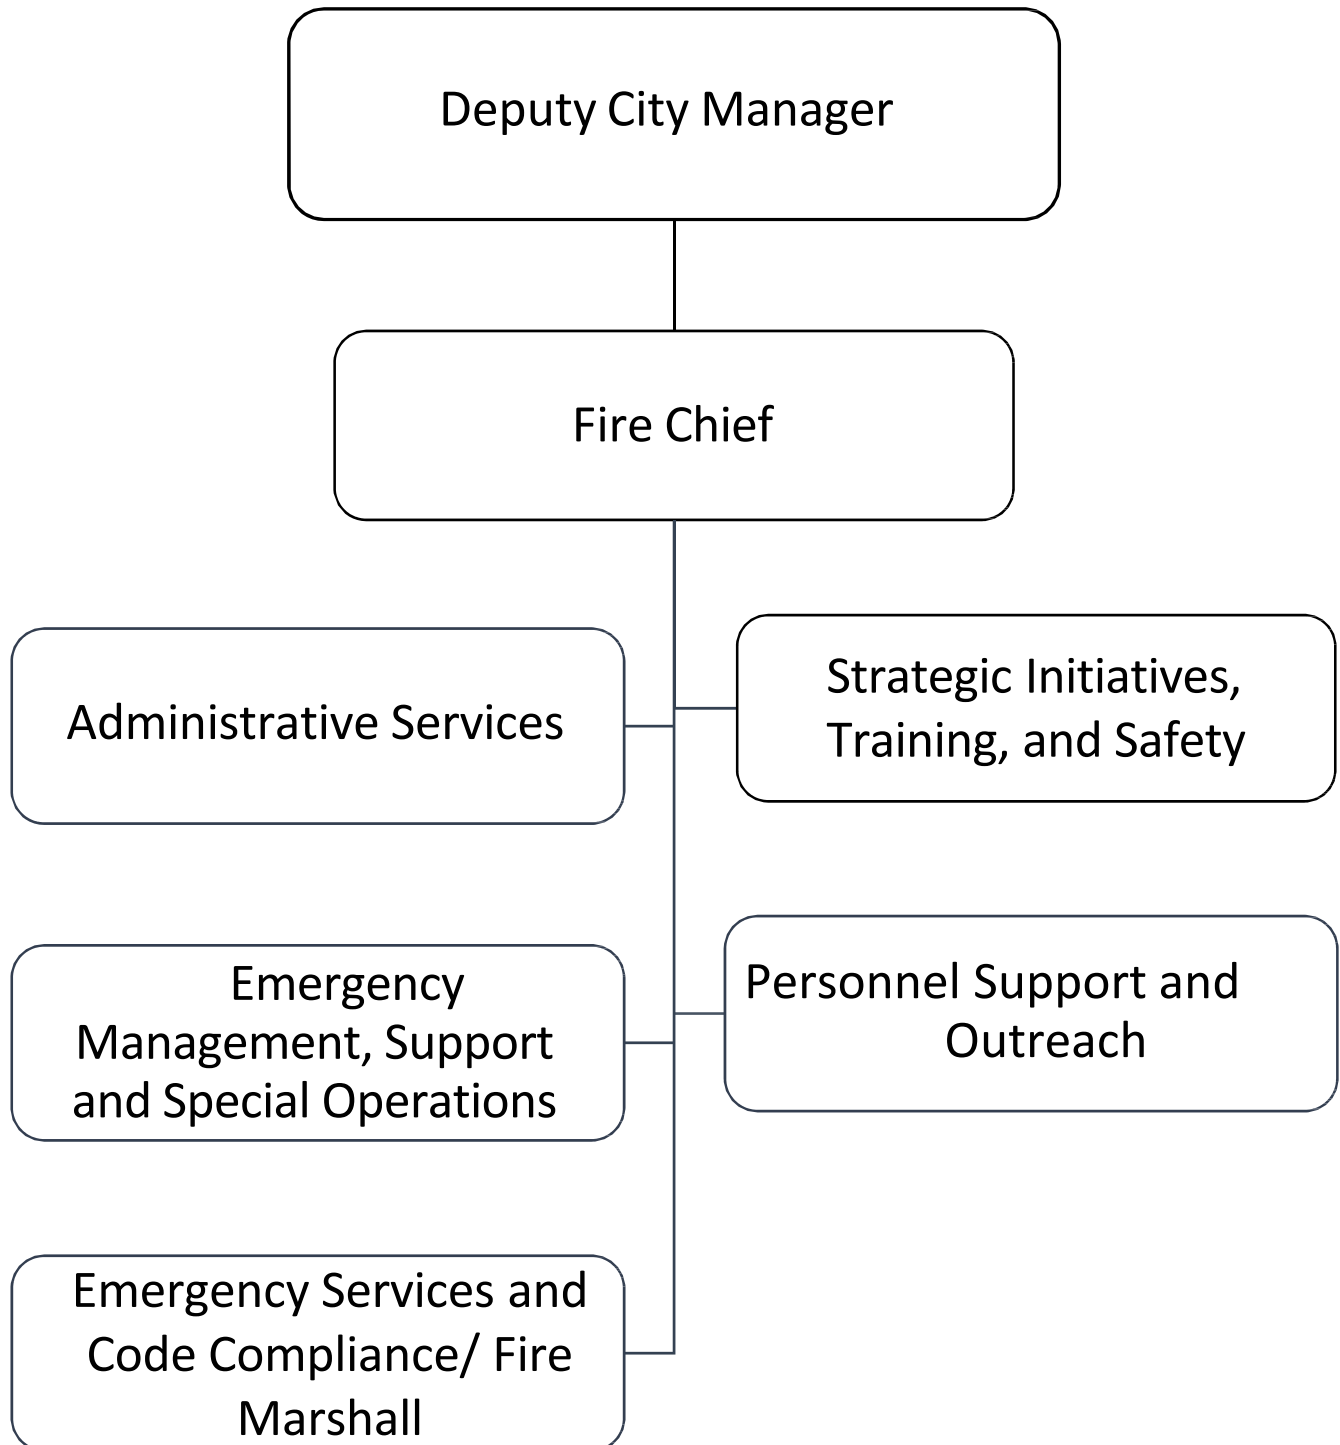 Deputy City Manager
Fire Chief
Administrative Services
Strategic Initiatives,
Training, and Safety
Emergency
Management, Support
and Special Operations
Personnel Support and
Outreach
Emergency Services and
Code Compliance/ Fire
Marshall